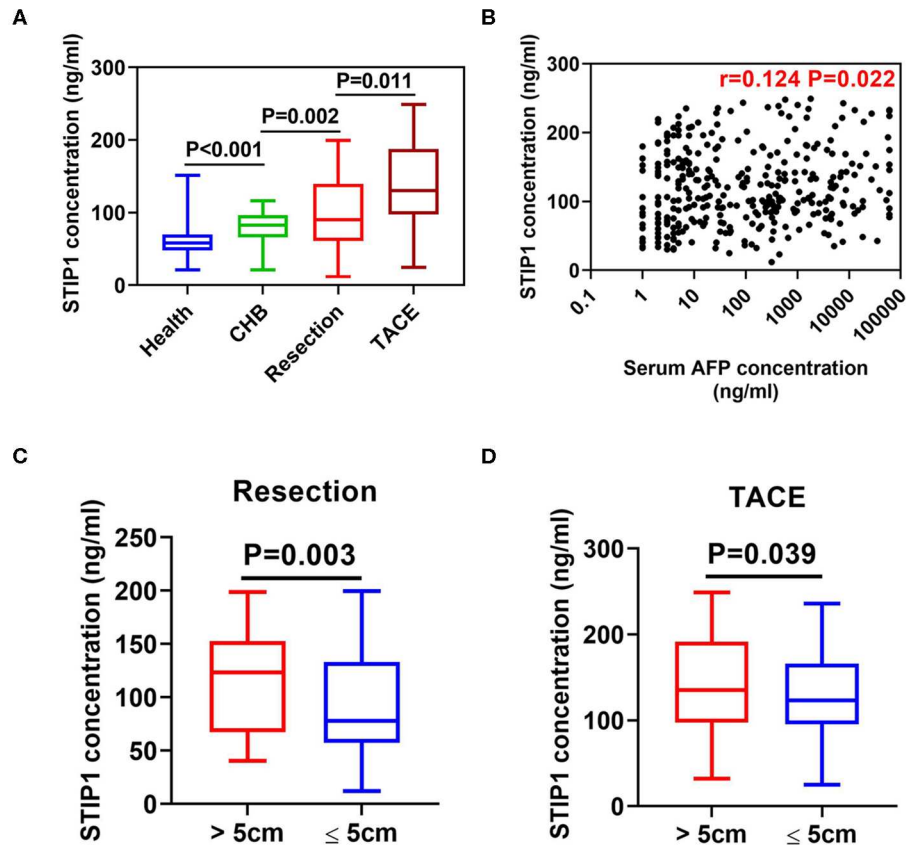 A
STIP1 concentration (ng/ml)
300
200
100
0
P<0.001
P=0.002
P=0.011
Health
CHB
Resection
TACE
B
STIP1 concentration (ng/ml)
300
200
100
0
r=0.124 P=0.022
0.1
1
10
100
1000
10000
100000
Serum AFP concentration
(ng/ml)
C
Resection
STIP1 concentration (ng/ml)
250
200
150
100
50
0
P=0.003
> 5cm
≤ 5cm
D
TACE
STIP1 concentration (ng/ml)
300
200
100
0
P=0.039
> 5cm
≤ 5cm